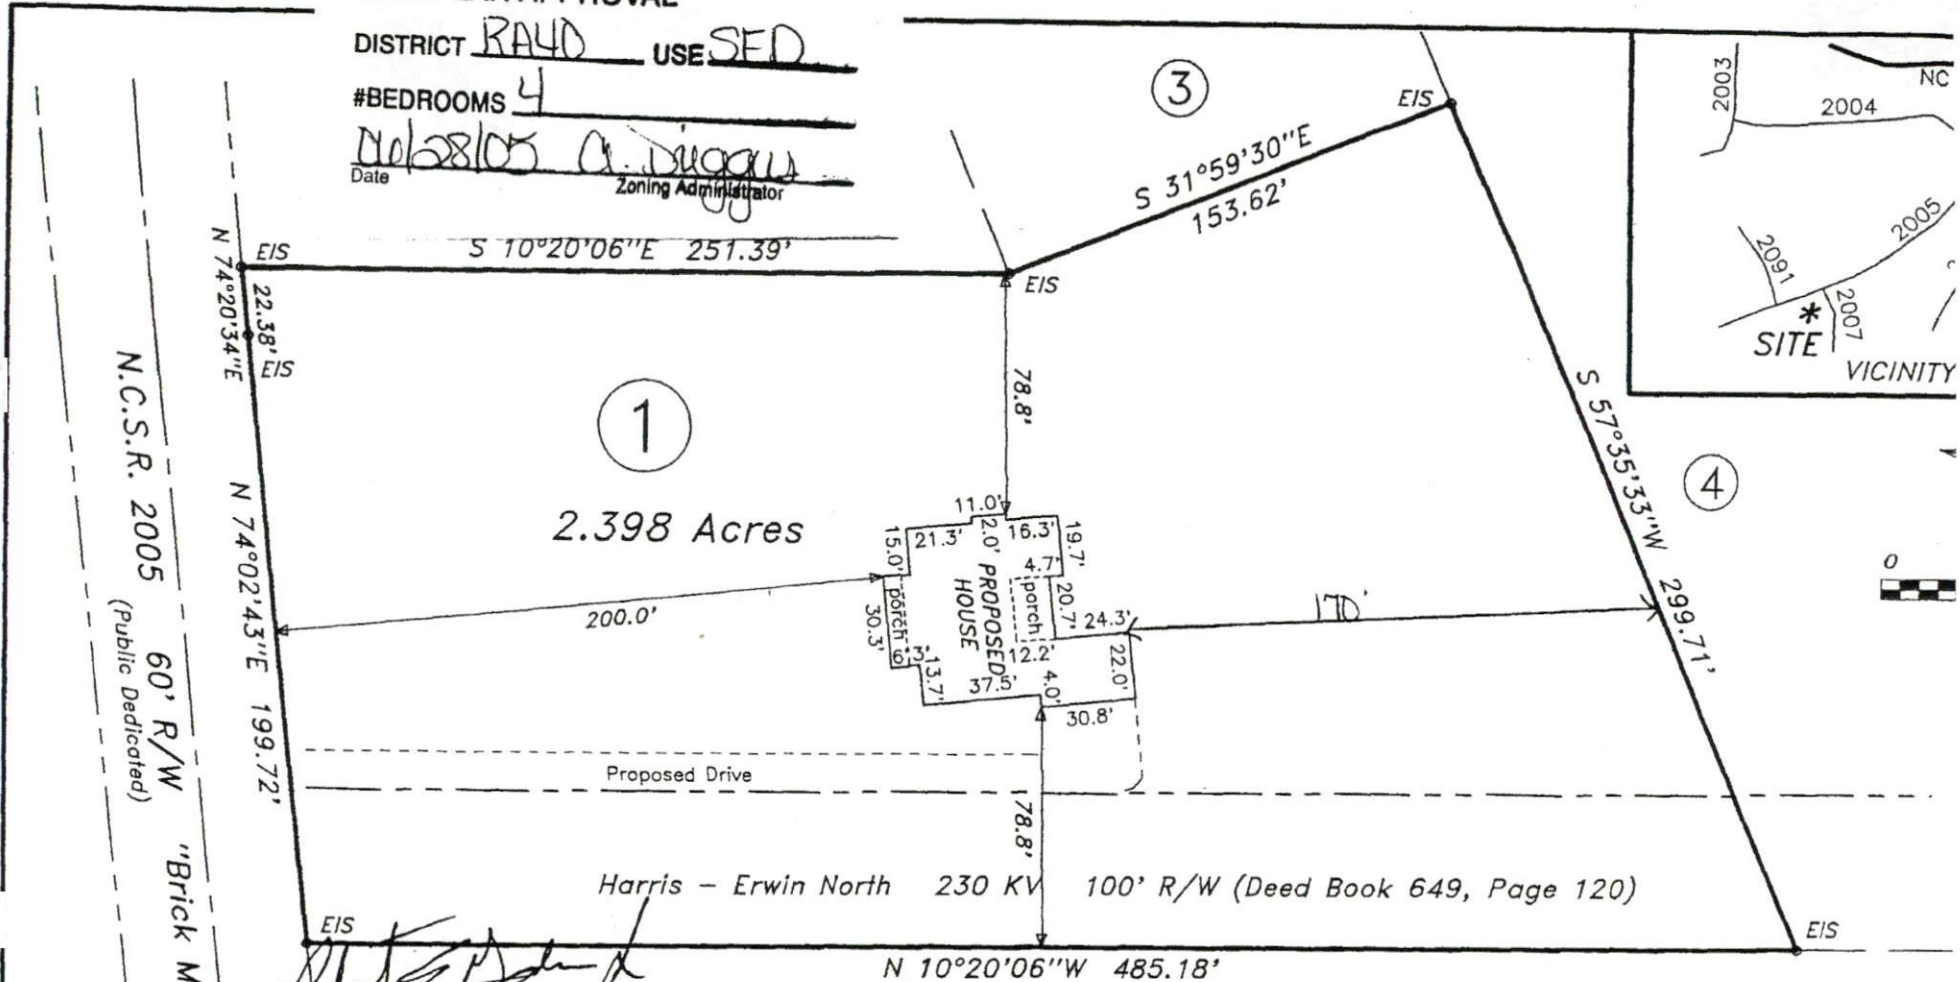 DISTRICT RA40 USE SFD
#BEDROOMS 4
Date
Zoning Administrator
3
EIS
S 31°59'30"E
153.62'
NC
2003
2004
2005
2091
2007
*
SITE
VICINITY
N 74°20'34"E
22.38'
EIS
S 10°20'06"E 251.39'
EIS
EIS
N.C.S.R. 2005 60' R/W "Brick M
(Public Dedicated)
N 74°02'43"E 199.72'
1
2.398 Acres
78.8'
S 57°35'33"W 299.71'
4
0
200.0'
170'
11.0'
21.3'
2.0'
16.3'
15.0'
19.7'
4.7'
PROPOSED
HOUSE
porch
porch
30.3'
20.7'
24.3'
6.3'
12.2'
13.7'
37.5'
4.0'
22.0'
30.8'
Proposed Drive
78.8'
Harris - Erwin North 230 KV 100' R/W (Deed Book 649, Page 120)
EIS
EIS
N 10°20'06"W 485.18'